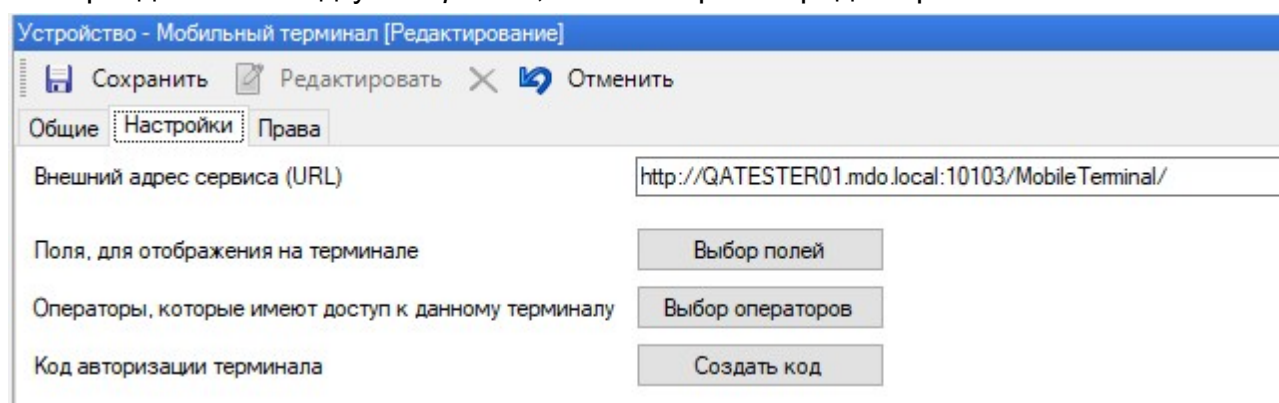 Устройство - Мобильный терминал [Редактирование]
Сохранить Редактировать Отменить
Общие Настройки Права
Внешний адрес сервиса (URL) http://QATESTER01.mdo.local:10103/MobileTerminal/
Поля, для отображения на терминале Выбор полей
Операторы, которые имеют доступ к данному терминалу Выбор операторов
Код авторизации терминала Создать код